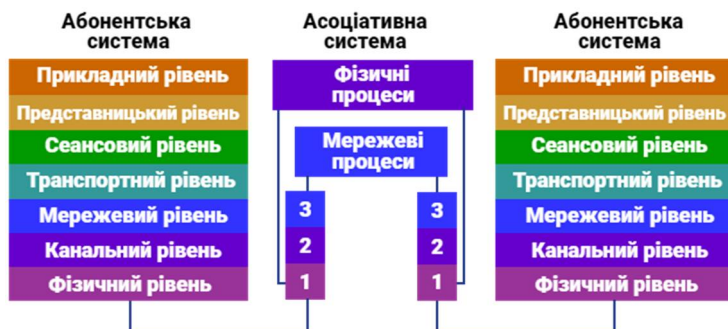 Абонентська
система
Прикладний рівень
Представницький рівень
Сеансовий рівень
Транспортний рівень
Мережевий рівень
Канальний рівень
Фізичний рівень
Асоціативна
система
Фізичні
процеси
Мережеві
процеси
3
2
1
3
2
1
Абонентська
система
Прикладний рівень
Представницький рівень
Сеансовий рівень
Транспортний рівень
Мережевий рівень
Канальний рівень
Фізичний рівень